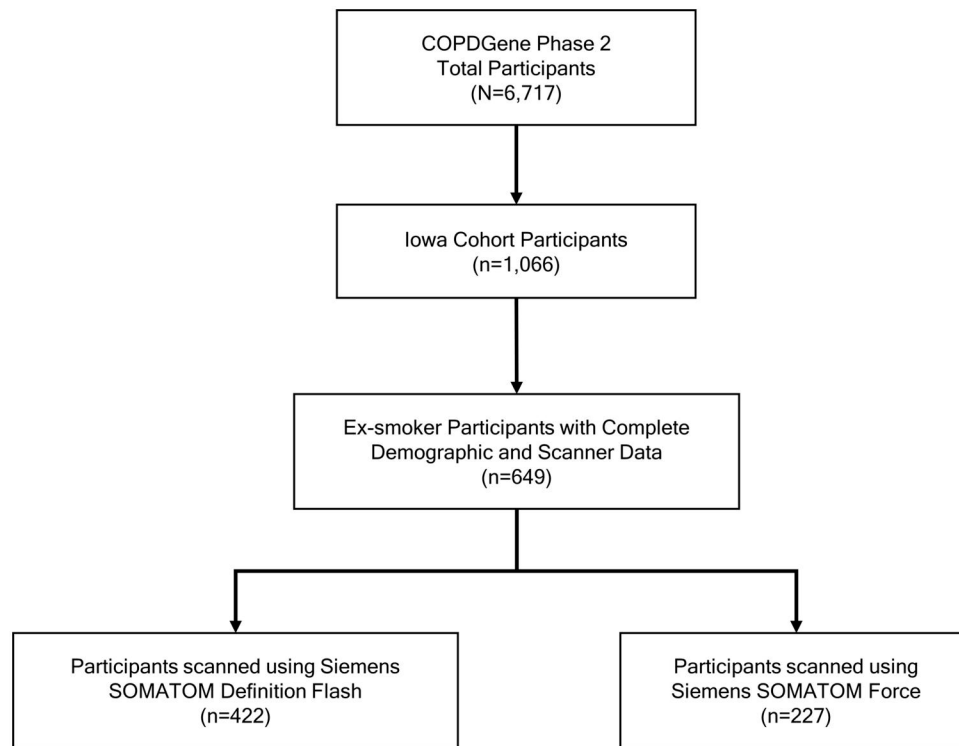 COPDGene Phase 2
Total Participants
(N=6,717)
Iowa Cohort Participants
(n=1,066)
Ex-smoker Participants with Complete
Demographic and Scanner Data
(n=649)
Participants scanned using Siemens
SOMATOM Definition Flash
(n=422)
Participants scanned using
Siemens SOMATOM Force
(n=227)